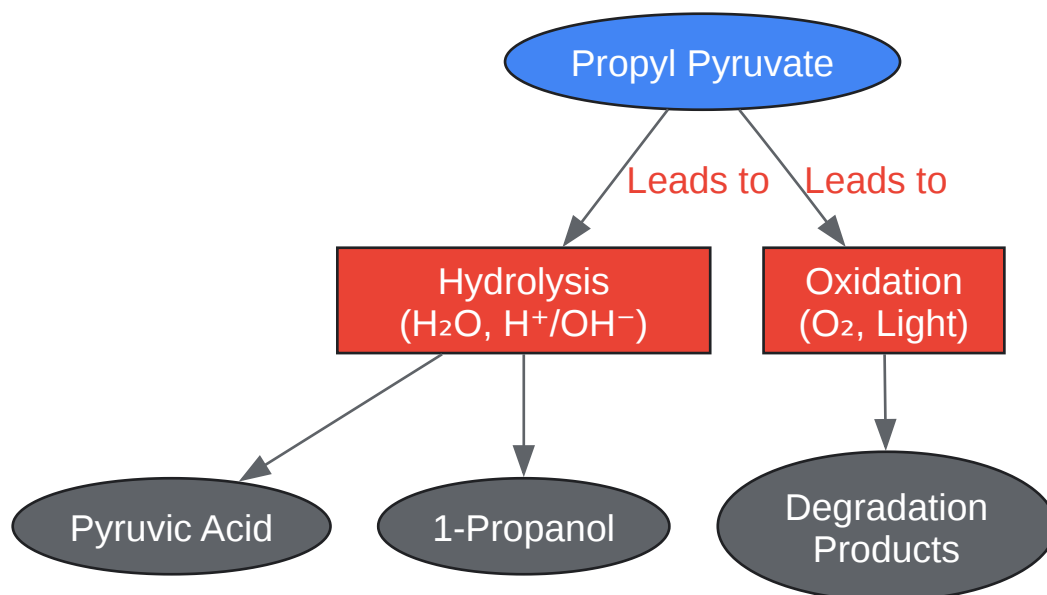 Propyl Pyruvate
Leads to
Leads to
Hydrolysis
(H₂O, H⁺/OH⁻)
Oxidation
(O₂, Light)
Pyruvic Acid
1-Propanol
Degradation
Products